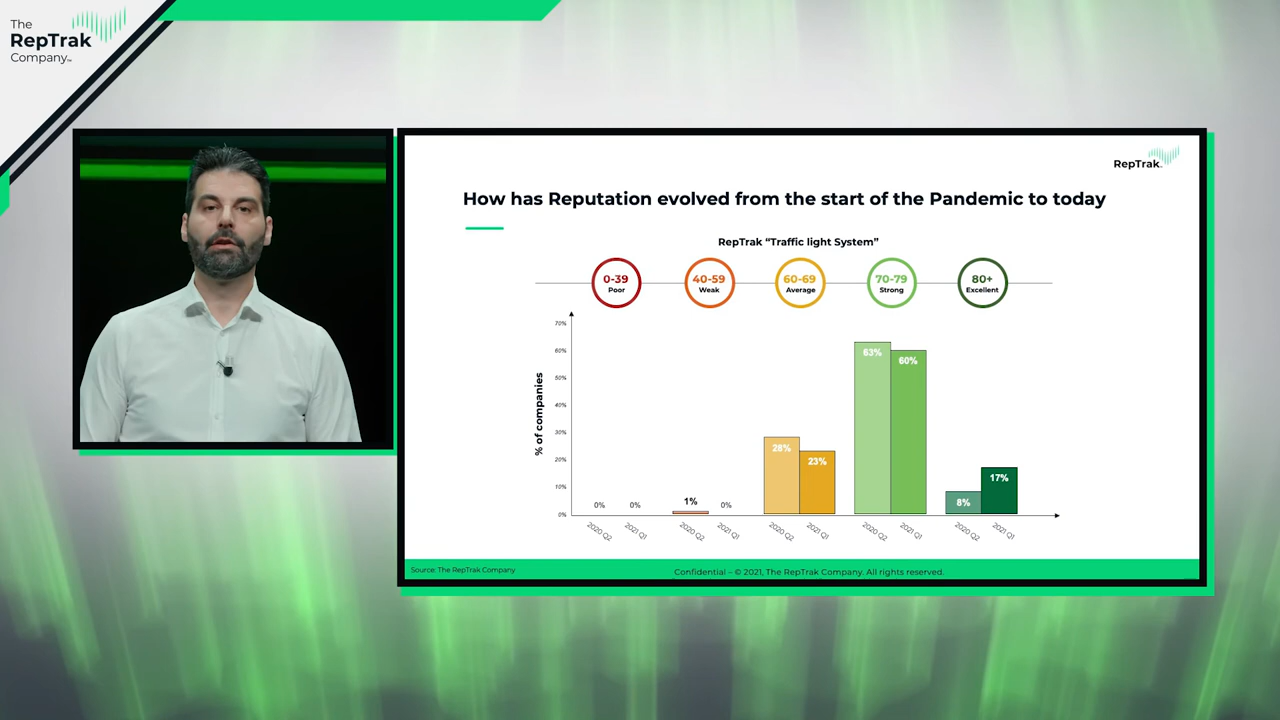 The
RepTrak
Company™
RepTrak™
How has Reputation evolved from the start of the Pandemic to today
RepTrak “Traffic light System”
0-39
Poor
40-59
Weak
60-69
Average
70-79
Strong
80+
Excellent
% of companies
70%
60%
50%
40%
30%
20%
10%
0%
0%
0%
1%
0%
28%
23%
63%
60%
8%
17%
2020 Q2
2021 Q1
2020 Q2
2021 Q1
2020 Q2
2021 Q1
2020 Q2
2021 Q1
2020 Q2
2021 Q1
Source: The RepTrak Company
Confidential – © 2021, The RepTrak Company. All rights reserved.